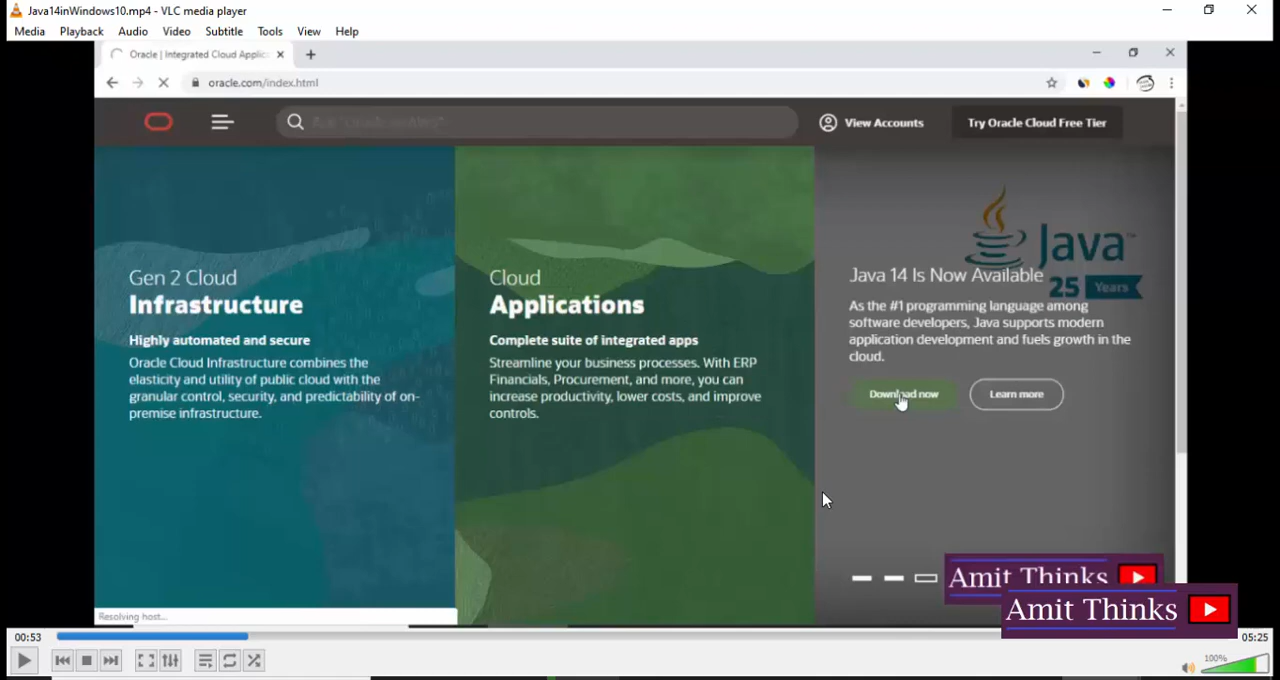 Java14inWindows10.mp4 - VLC media player
Media Playback Audio Video Subtitle Tools View Help
Oracle | Integrated Cloud Applic
oracle.com/index.html
View Accounts
Try Oracle Cloud Free Tier
Gen 2 Cloud
Infrastructure
Highly automated and secure
Oracle Cloud Infrastructure combines the
elasticity and utility of public cloud with the
granular control, security, and predictability of on-
premise infrastructure.
Cloud
Applications
Complete suite of integrated apps
Streamline your business processes. With ERP
Financials, Procurement, and more, you can
increase productivity, lower costs, and improve
controls.
Java™
25 Years
Java 14 Is Now Available
As the #1 programming language among
software developers, Java supports modern
application development and fuels growth in the
cloud.
Download now
Learn more
Amit Thinks
Amit Thinks
Resolving host...
00:53
05:25
100%